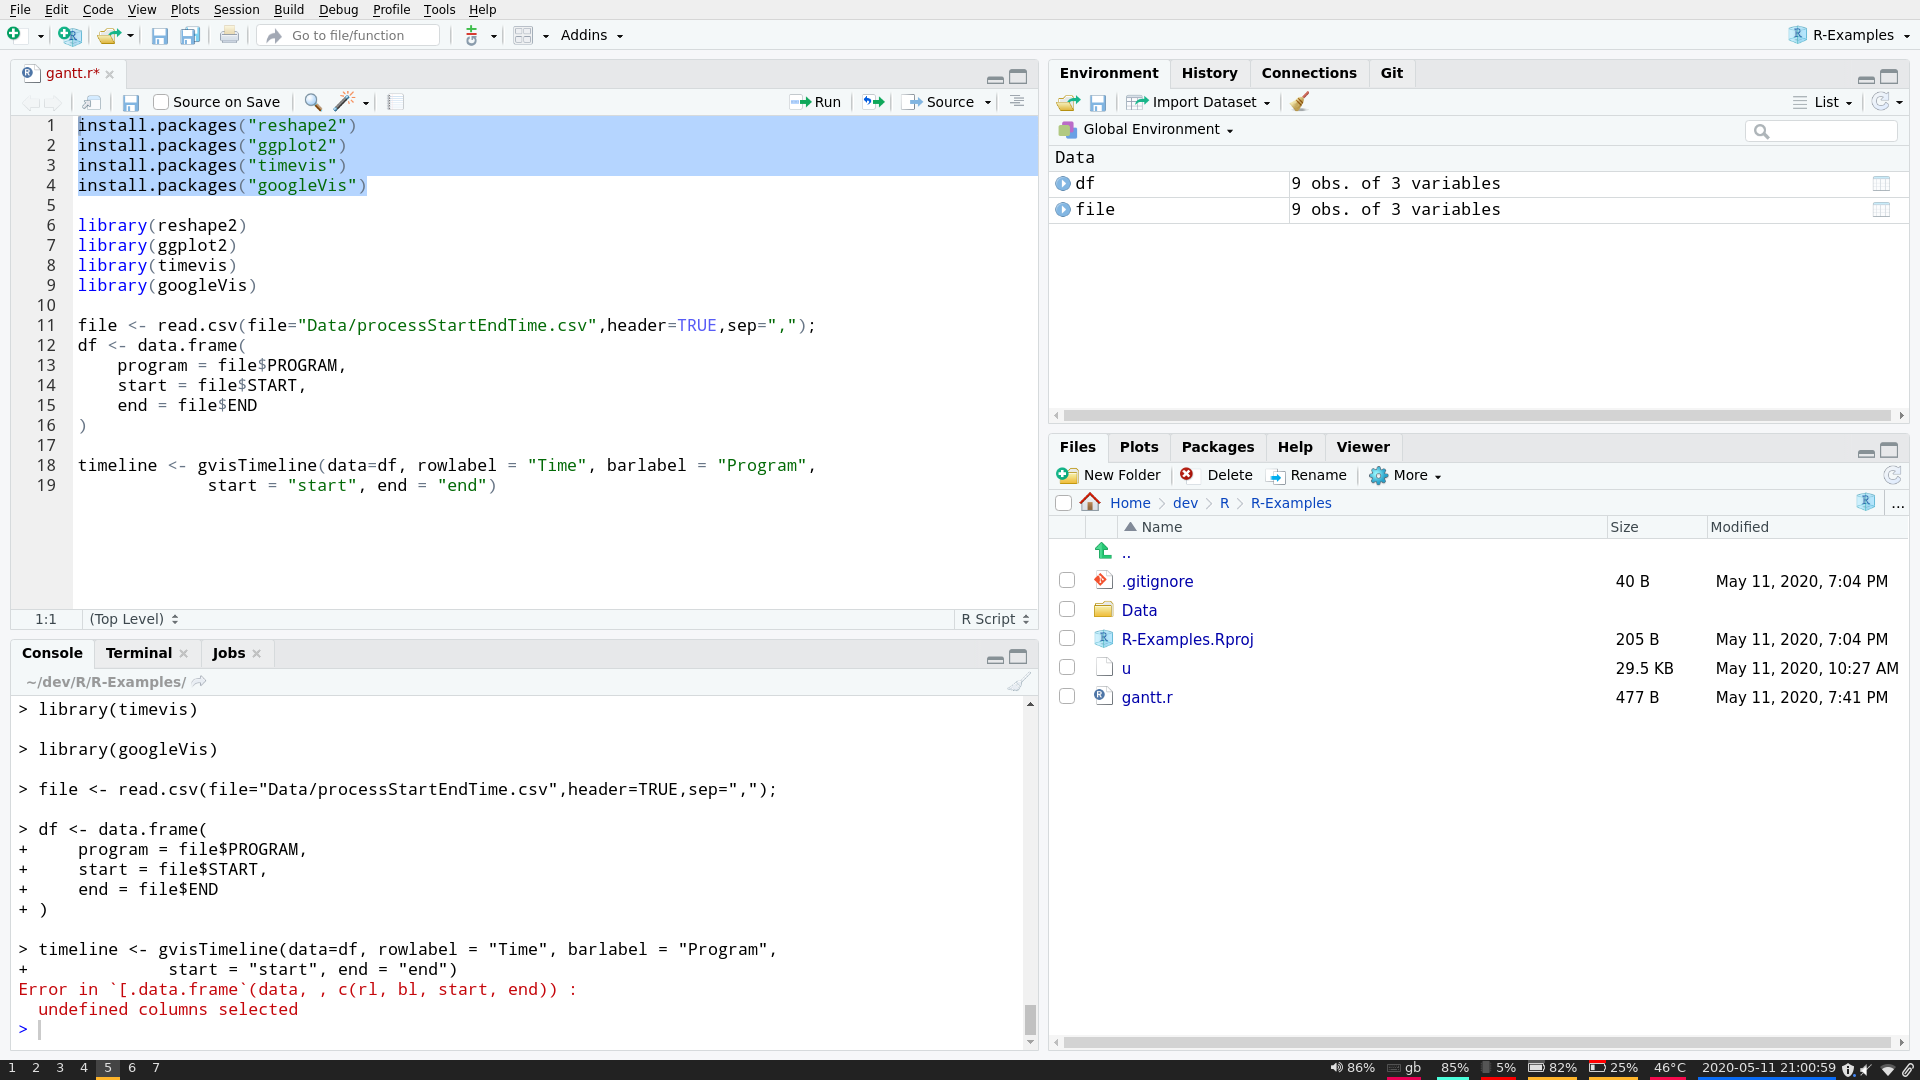 File Edit Code View Plots Session Build Debug Profile Tools Help
Go to file/function
Addins
R-Examples
gantt.r*
Source on Save
Run
Source
1 install.packages("reshape2")
2 install.packages("ggplot2")
3 install.packages("timevis")
4 install.packages("googleVis")
5
6 library(reshape2)
7 library(ggplot2)
8 library(timevis)
9 library(googleVis)
10
11 file <- read.csv(file="Data/processStartEndTime.csv",header=TRUE,sep=",");
12 df <- data.frame(
13     program = file$PROGRAM,
14     start = file$START,
15     end = file$END
16 )
17
18 timeline <- gvisTimeline(data=df, rowlabel = "Time", barlabel = "Program",
19              start = "start", end = "end")
1:1 (Top Level) R Script
Console Terminal Jobs
~/dev/R/R-Examples/
> library(timevis)
> library(googleVis)
> file <- read.csv(file="Data/processStartEndTime.csv",header=TRUE,sep=",");
> df <- data.frame(
+     program = file$PROGRAM,
+     start = file$START,
+     end = file$END
+ )
> timeline <- gvisTimeline(data=df, rowlabel = "Time", barlabel = "Program",
+              start = "start", end = "end")
Error in `[.data.frame`(data, , c(rl, bl, start, end)) :
  undefined columns selected
>
Environment History Connections Git
Import Dataset List
Global Environment
Data
df 9 obs. of 3 variables
file 9 obs. of 3 variables
Files Plots Packages Help Viewer
New Folder Delete Rename More
Home dev R R-Examples ...
Name Size Modified
..
.gitignore 40 B May 11, 2020, 7:04 PM
Data
R-Examples.Rproj 205 B May 11, 2020, 7:04 PM
u 29.5 KB May 11, 2020, 10:27 AM
gantt.r 477 B May 11, 2020, 7:41 PM
1 2 3 4 5 6 7 86% gb 85% 5% 82% 25% 46°C 2020-05-11 21:00:59